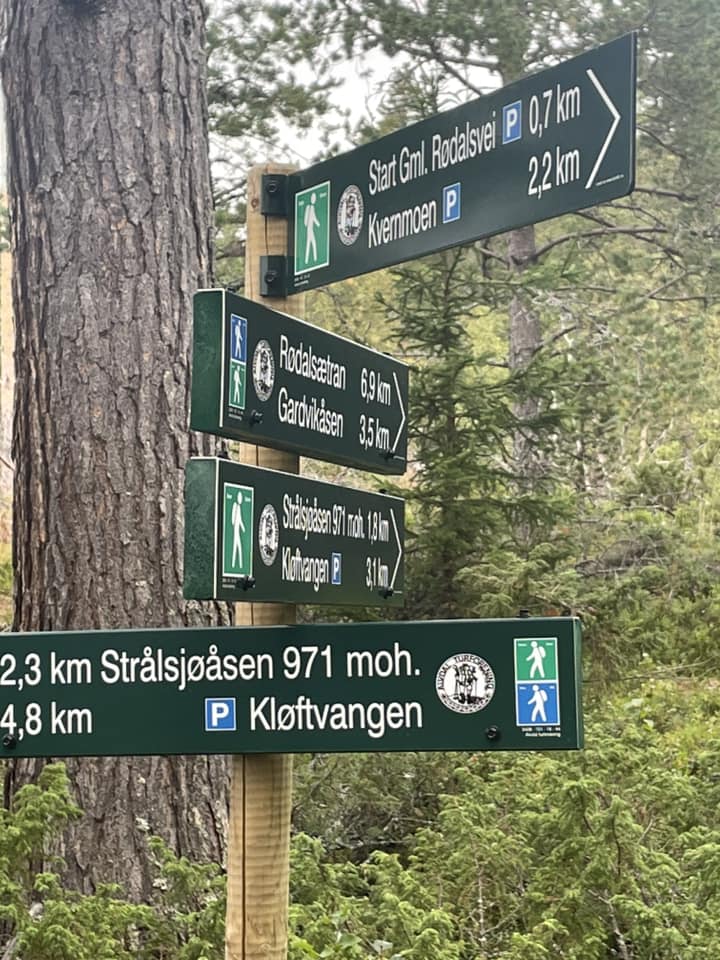 Start Gml. Rødalsvei P 0,7 km
Kvernmoen P 2,2 km
Rødalsætran 6,9 km
Gardvikåsen 3,5 km
Strålsjøåsen 971 moh. 1,8 km
Kløftvangen P 3,1 km
2,3 km Strålsjøåsen 971 moh.
4,8 km P Kløftvangen
ALVDAL TURFORENING